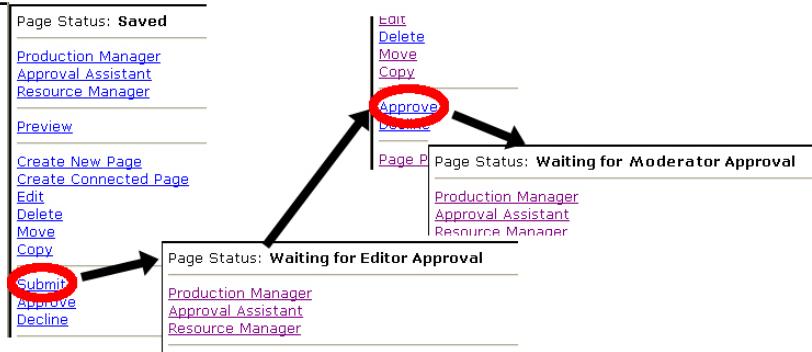 Page Status: Saved
Production Manager
Approval Assistant
Resource Manager
Preview
Create New Page
Create Connected Page
Edit
Delete
Move
Copy
Submit
Approve
Decline
Page Status: Waiting for Editor Approval
Production Manager
Approval Assistant
Resource Manager
Edit
Delete
Move
Copy
Approve
Decline
Page P
Page Status: Waiting for Moderator Approval
Production Manager
Approval Assistant
Resource Manager